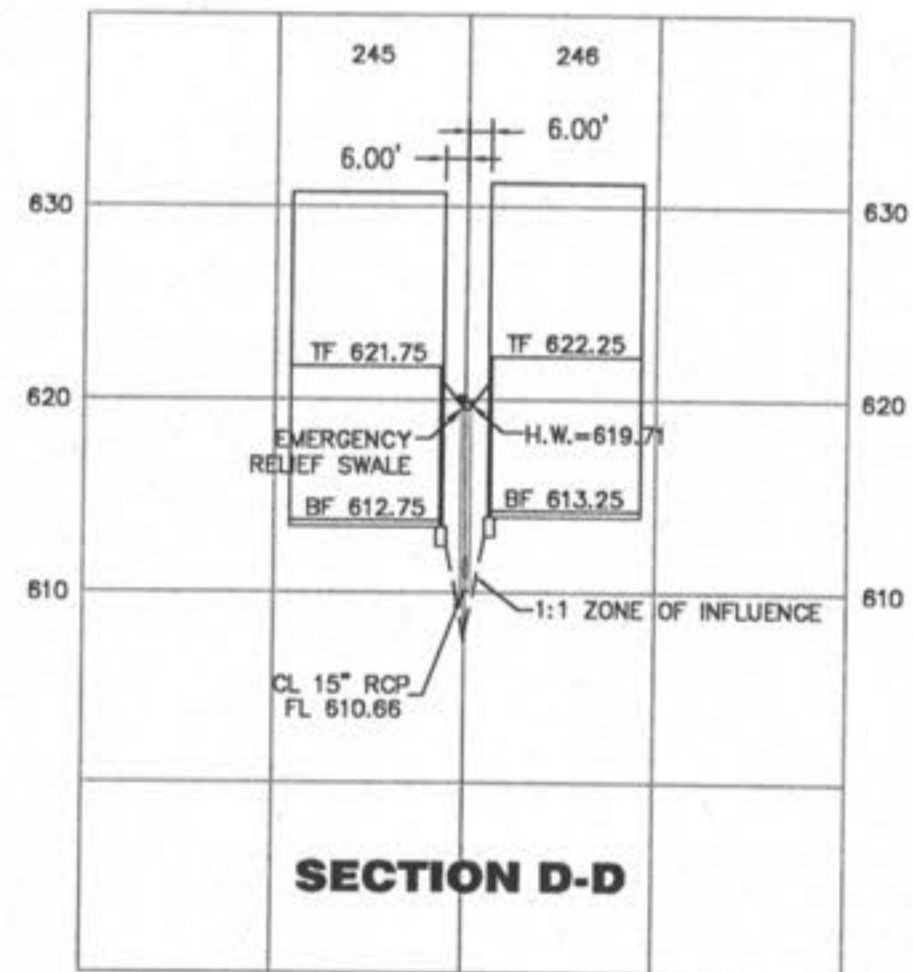 245 246
6.00'
6.00'
630 630
TF 621.75 TF 622.25
620 620
EMERGENCY H.W.=619.71
RELIEF SWALE
BF 612.75 BF 613.25
610 610
1:1 ZONE OF INFLUENCE
CL 15" RCP
FL 610.66
SECTION D-D